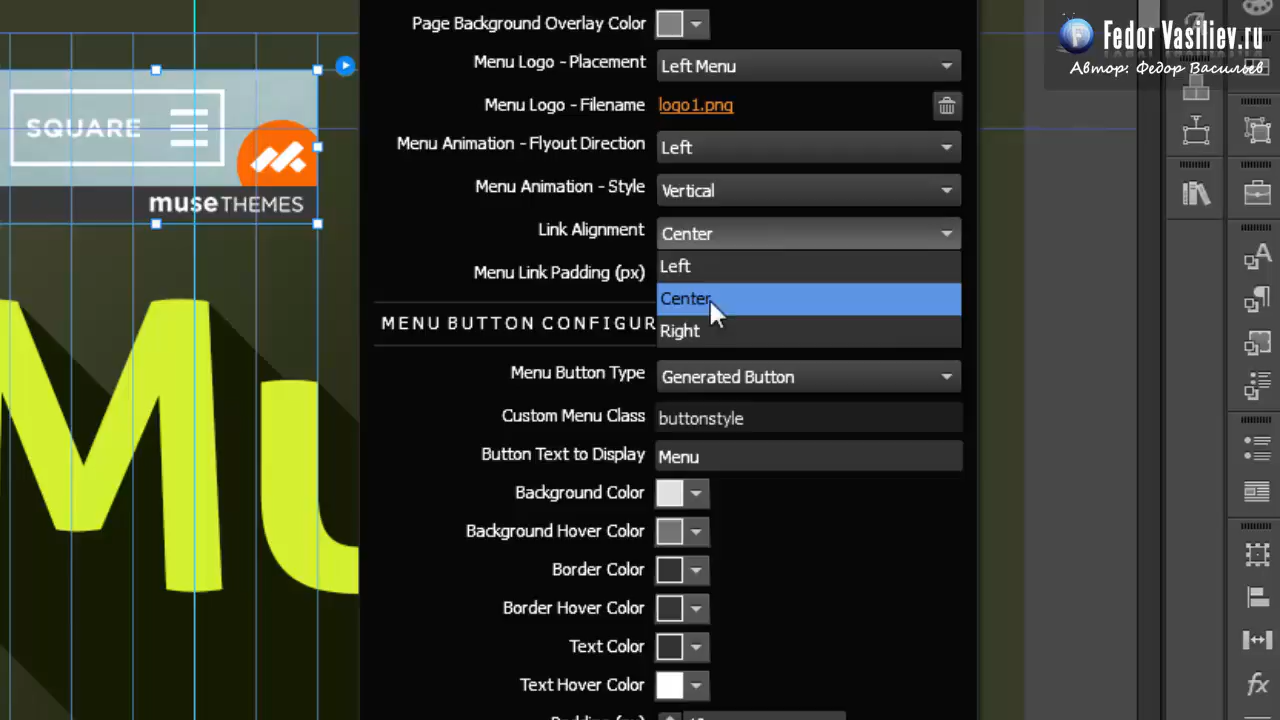 Page Background Overlay Color
Fedor Vasiliev.ru
Автор: Федор Васильев
Menu Logo - Placement Left Menu
Menu Logo - Filename logo1.png
SQUARE
Menu Animation - Flyout Direction Left
Menu Animation - Style Vertical
museTHEMES
Link Alignment Center
Left
Menu Link Padding (px)
Center
MENU BUTTON CONFIGUR
Right
Mu
Menu Button Type Generated Button
Custom Menu Class buttonstyle
Button Text to Display Menu
Background Color
Background Hover Color
Border Color
Border Hover Color
Text Color
Text Hover Color
fx